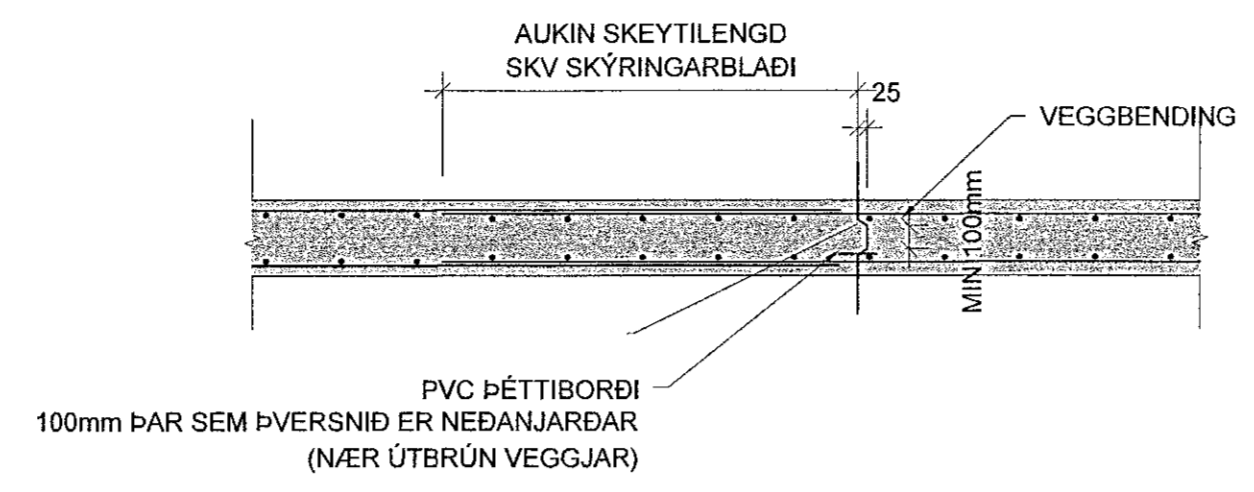 AUKIN SKEYTILENGD
SKV SKÝRINGARBLAÐI
25
VEGGBENDING
MIN 100mm
PVC ÞÉTTIBORÐI
100mm ÞAR SEM ÞVERSNIÐ ER NEÐANJARÐAR
(NÆR ÚTBRÚN VEGGJAR)